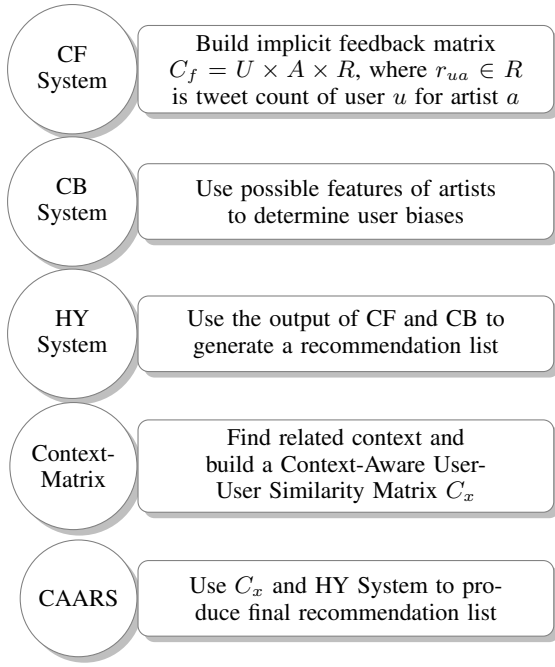 CF
System
Build implicit feedback matrix
C_f = U × A × R, where r_{ua} ∈ R
is tweet count of user u for artist a
CB
System
Use possible features of artists
to determine user biases
HY
System
Use the output of CF and CB to
generate a recommendation list
Context-
Matrix
Find related context and
build a Context-Aware User-
User Similarity Matrix C_x
CAARS
Use C_x and HY System to pro-
duce final recommendation list